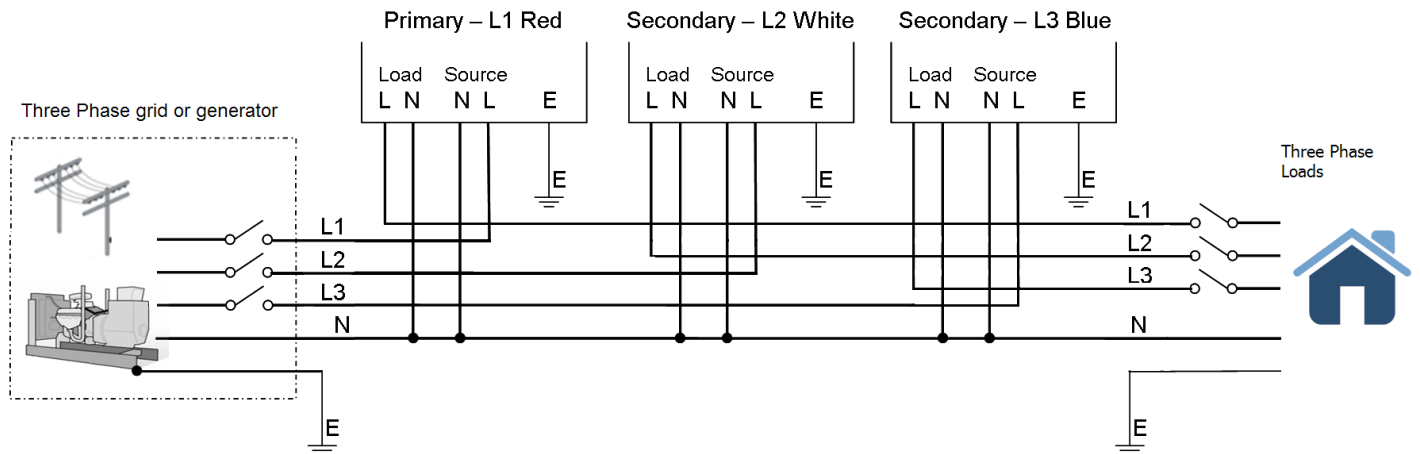 Primary – L1 Red
Secondary – L2 White
Secondary – L3 Blue
Load Source
L N N L E
Load Source
L N N L E
Load Source
L N N L E
Three Phase grid or generator
Three Phase
Loads
E
E
E
L1
L2
L3
N
L1
L2
L3
N
E
E